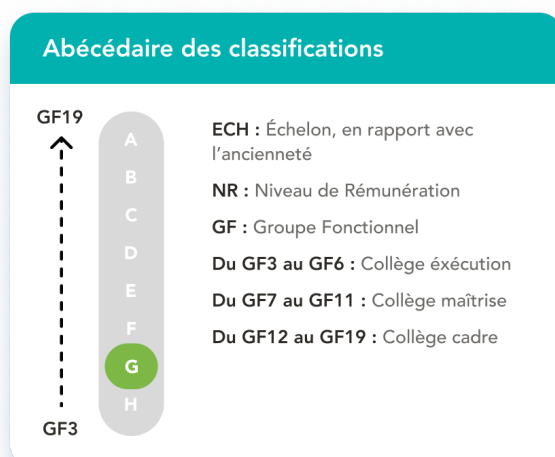 Abécédaire des classifications
GF19
A
B
C
D
E
F
G
H
GF3
ECH : Échelon, en rapport avec
l'ancienneté
NR : Niveau de Rémunération
GF : Groupe Fonctionnel
Du GF3 au GF6 : Collège éxécution
Du GF7 au GF11 : Collège maîtrise
Du GF12 au GF19 : Collège cadre